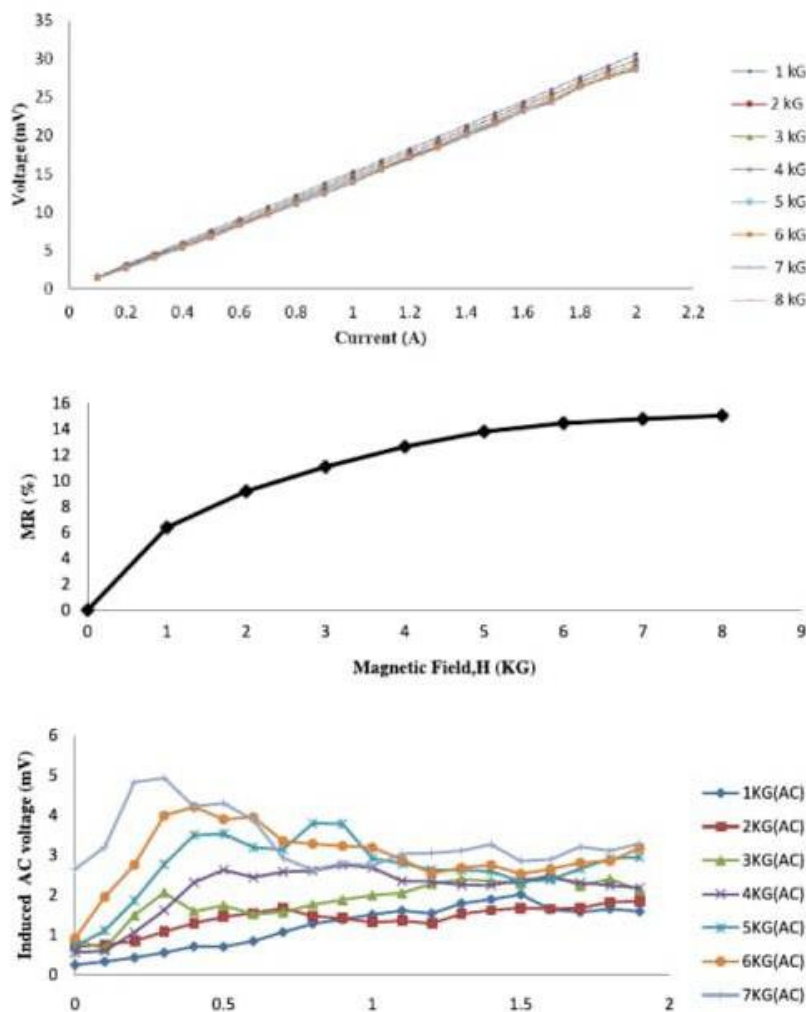 35
30
25
20
15
10
5
0
Voltage(mV)
0 0.2 0.4 0.6 0.8 1 1.2 1.4 1.6 1.8 2 2.2
Current (A)
1 kG
2 kG
3 kG
4 kG
5 kG
6 kG
7 kG
8 kG
16
14
12
10
8
6
4
2
0
MR (%)
0 1 2 3 4 5 6 7 8 9
Magnetic Field,H (KG)
6
5
4
3
2
1
0
Induced AC voltage (mV)
0 0.5 1 1.5 2
1KG(AC)
2KG(AC)
3KG(AC)
4KG(AC)
5KG(AC)
6KG(AC)
7KG(AC)